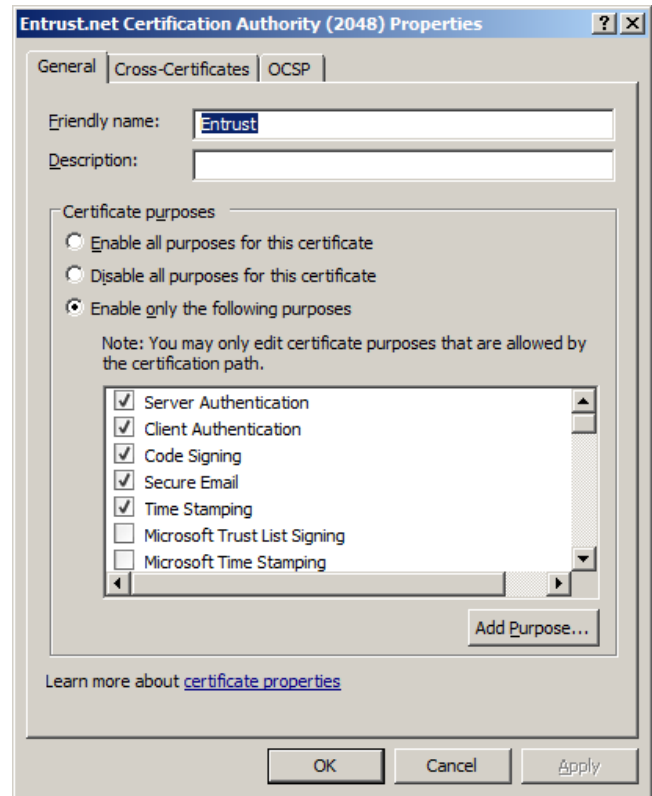 Entrust.net Certification Authority (2048) Properties
General Cross-Certificates OCSP
Friendly name: Entrust
Description:
Certificate purposes
Enable all purposes for this certificate
Disable all purposes for this certificate
Enable only the following purposes
Note: You may only edit certificate purposes that are allowed by
the certification path.
Server Authentication
Client Authentication
Code Signing
Secure Email
Time Stamping
Microsoft Trust List Signing
Microsoft Time Stamping
Add Purpose...
Learn more about certificate properties
OK Cancel Apply